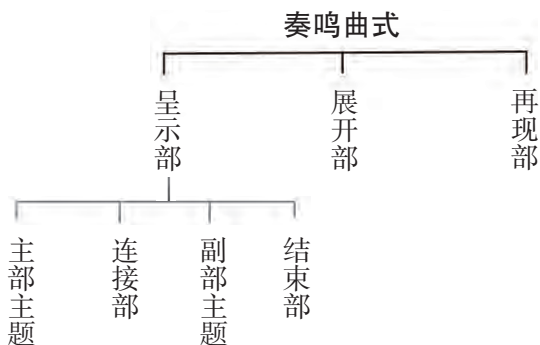 奏鸣曲式
呈示部
展开部
再现部
主部主题
连接部
副部主题
结束部